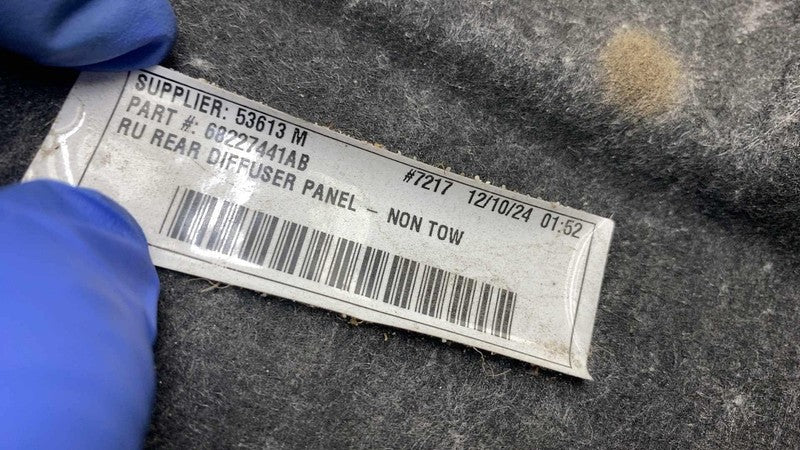 SUPPLIER: 53613 M
PART #: 68227441AB
RU REAR DIFFUSER PANEL - NON TOW
#7217 12/10/24 01:52